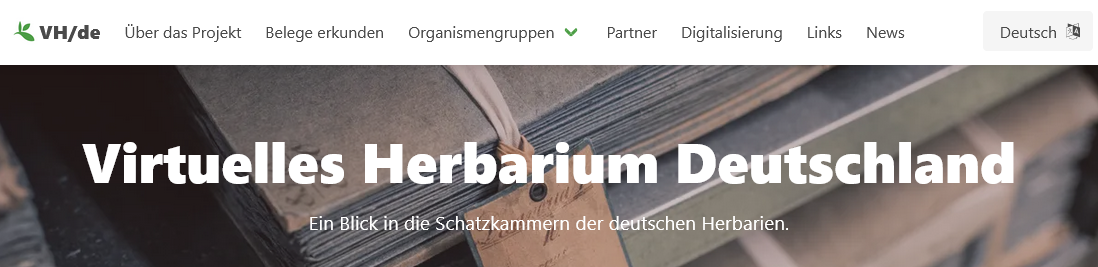 VH/de Über das Projekt Belege erkunden Organismengruppen Partner Digitalisierung Links News Deutsch
Virtuelles Herbarium Deutschland
Ein Blick in die Schatzkammern der deutschen Herbarien.